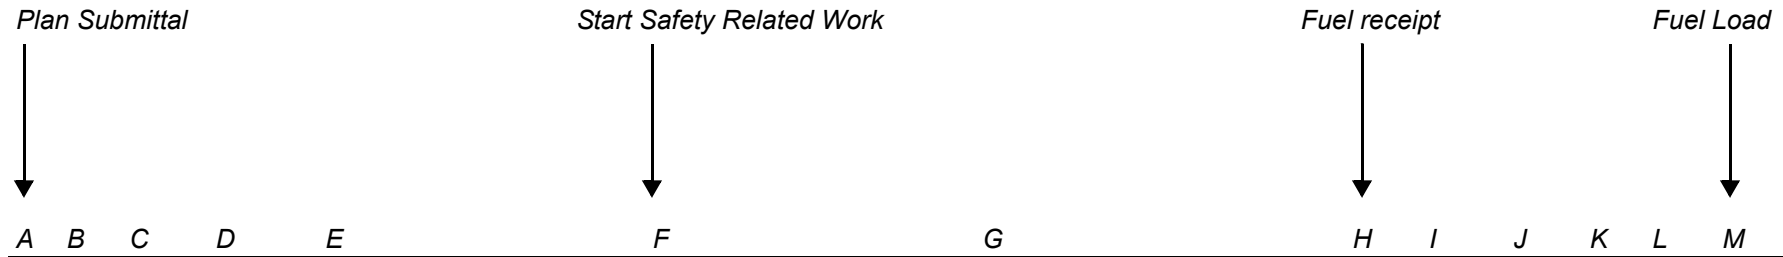 Plan Submittal Start Safety Related Work Fuel receipt Fuel Load
A B C D E F G H I J K L M